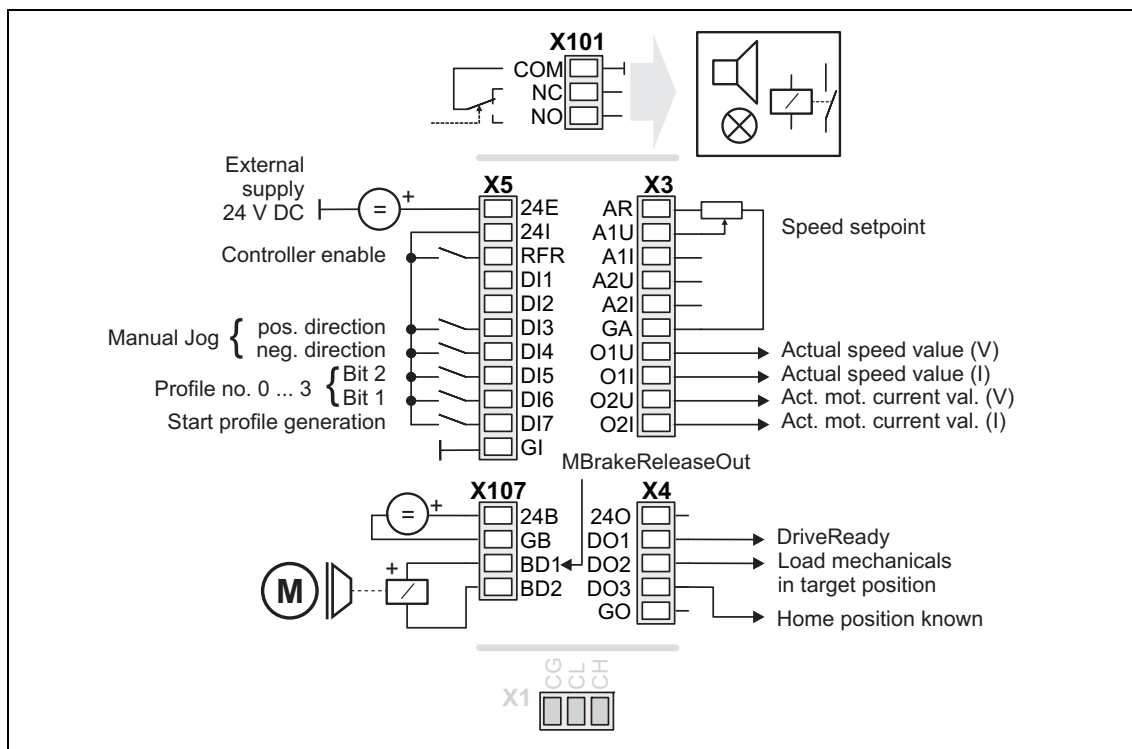 X101
COM
NC
NO
External
supply
24 V DC
=
+
X5
24E
24I
RFR
DI1
DI2
DI3
DI4
DI5
DI6
DI7
GI
Controller enable
Manual Jog { pos. direction
neg. direction
Profile no. 0 ... 3 { Bit 2
Bit 1
Start profile generation
X3
AR
A1U
A1I
A2U
A2I
GA
O1U
O1I
O2U
O2I
Speed setpoint
Actual speed value (V)
Actual speed value (I)
Act. mot. current val. (V)
Act. mot. current val. (I)
MBrakeReleaseOut
X107
=
+
24B
GB
BD1
BD2
M
+
X4
24O
DO1
DO2
DO3
GO
DriveReady
Load mechanicals
in target position
Home position known
X1
CG
CL
CH